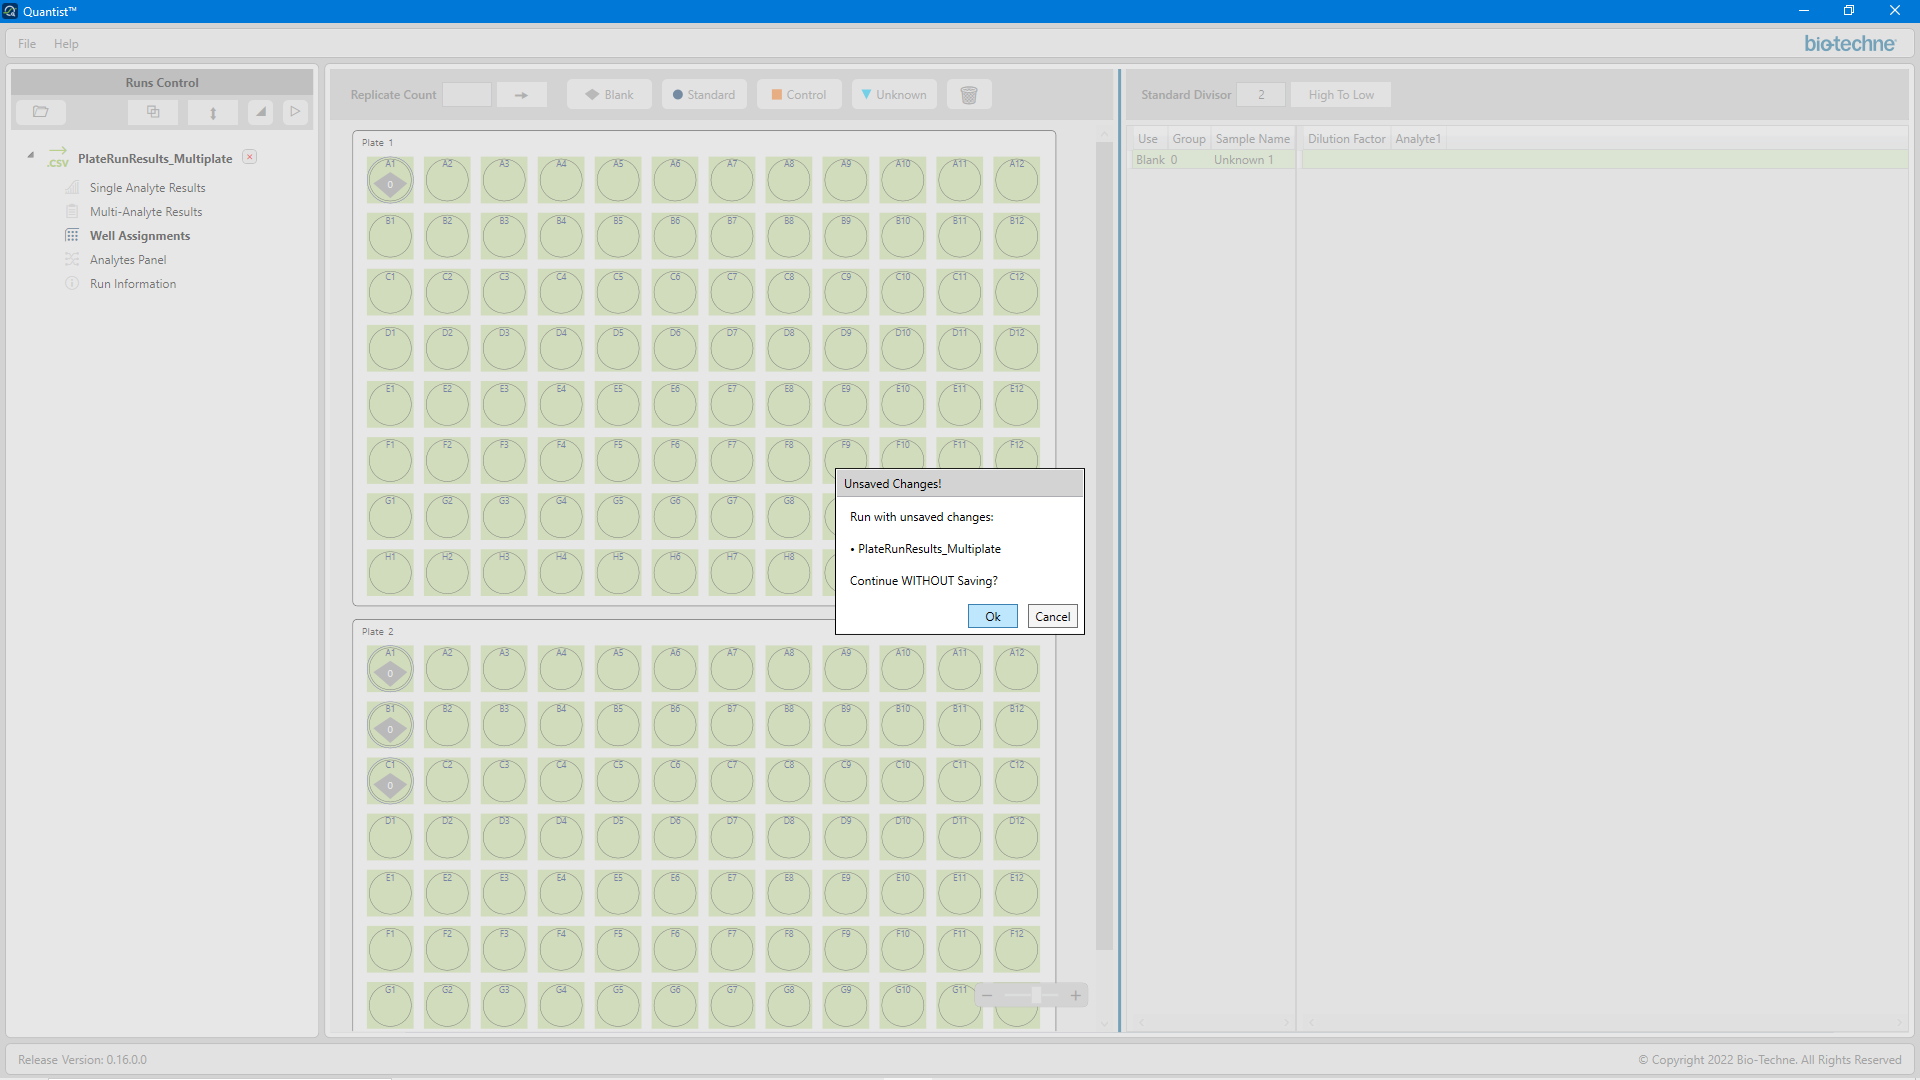 Quantist™
File Help
bio-techne
Runs Control
PlateRunResults_Multiplate
.CSV
Single Analyte Results
Multi-Analyte Results
Well Assignments
Analytes Panel
Run Information
Replicate Count
Blank Standard Control Unknown
Plate 1
A1 A2 A3 A4 A5 A6 A7 A8 A9 A10 A11 A12
0
B1 B2 B3 B4 B5 B6 B7 B8 B9 B10 B11 B12
C1 C2 C3 C4 C5 C6 C7 C8 C9 C10 C11 C12
D1 D2 D3 D4 D5 D6 D7 D8 D9 D10 D11 D12
E1 E2 E3 E4 E5 E6 E7 E8 E9 E10 E11 E12
F1 F2 F3 F4 F5 F6 F7 F8 F9 F10 F11 F12
G1 G2 G3 G4 G5 G6 G7 G8
H1 H2 H3 H4 H5 H6 H7 H8
Unsaved Changes!
Run with unsaved changes:
• PlateRunResults_Multiplate
Continue WITHOUT Saving?
Ok Cancel
Plate 2
A1 A2 A3 A4 A5 A6 A7 A8 A9 A10 A11 A12
0
B1 B2 B3 B4 B5 B6 B7 B8 B9 B10 B11 B12
0
C1 C2 C3 C4 C5 C6 C7 C8 C9 C10 C11 C12
0
D1 D2 D3 D4 D5 D6 D7 D8 D9 D10 D11 D12
E1 E2 E3 E4 E5 E6 E7 E8 E9 E10 E11 E12
F1 F2 F3 F4 F5 F6 F7 F8 F9 F10 F11 F12
G1 G2 G3 G4 G5 G6 G7 G8 G9 G10 G11
Standard Divisor 2 High To Low
Use Group Sample Name Dilution Factor Analyte1
Blank 0 Unknown 1
Release Version: 0.16.0.0
© Copyright 2022 Bio-Techne. All Rights Reserved